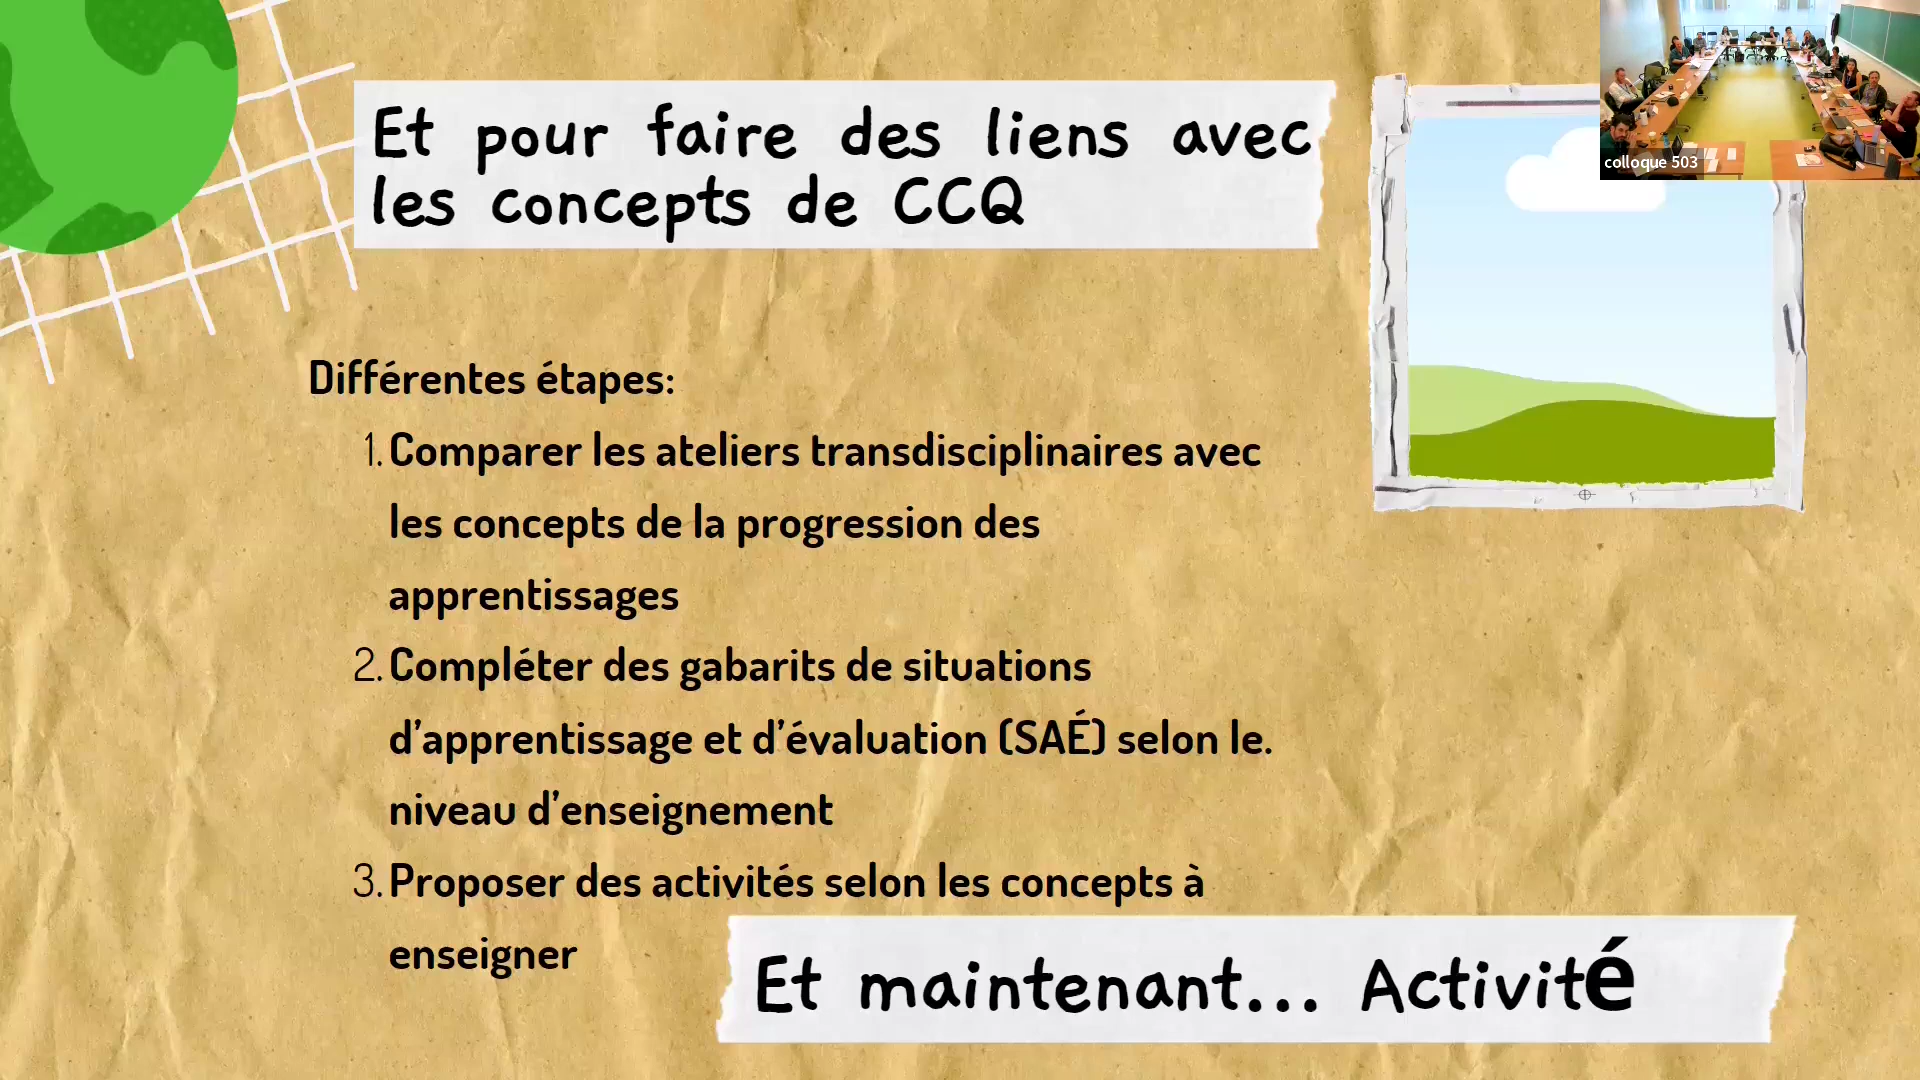 Et pour faire des liens avec
les concepts de CCQ
colloque 503
Différentes étapes:
1. Comparer les ateliers transdisciplinaires avec
les concepts de la progression des
apprentissages
2. Compléter des gabarits de situations
d'apprentissage et d'évaluation (SAÉ) selon le.
niveau d'enseignement
3. Proposer des activités selon les concepts à
enseigner
Et maintenant... Activité